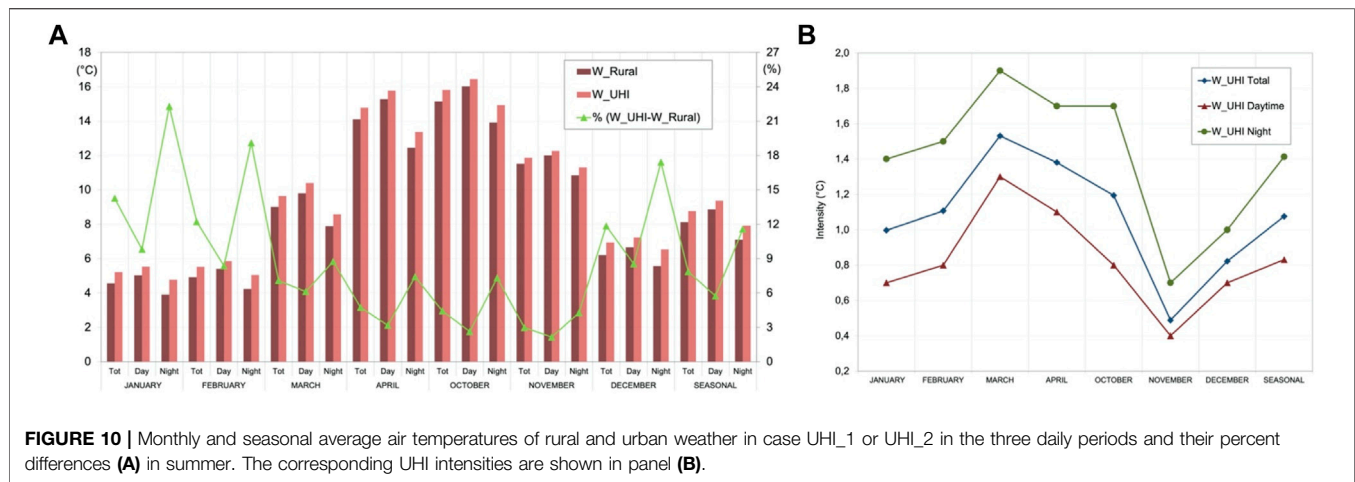 A
18
(°C)
16
14
12
10
8
6
4
2
0
27
(%)
24
21
18
15
12
9
6
3
0
W_Rural
W_UHI
% (W_UHI-W_Rural)
Tot Day Night Tot Day Night Tot Day Night Tot Day Night Tot Day Night Tot Day Night Tot Day Night Tot Day Night
JANUARY FEBRUARY MARCH APRIL OCTOBER NOVEMBER DECEMBER SEASONAL
B
2,0
1,8
1,6
1,4
1,2
1,0
0,8
0,6
0,4
0,2
Intensity (°C)
W_UHI Total
W_UHI Daytime
W_UHI Night
JANUARY FEBRUARY MARCH APRIL OCTOBER NOVEMBER DECEMBER SEASONAL
FIGURE 10 | Monthly and seasonal average air temperatures of rural and urban weather in case UHI_1 or UHI_2 in the three daily periods and their percent
differences (A) in summer. The corresponding UHI intensities are shown in panel (B).